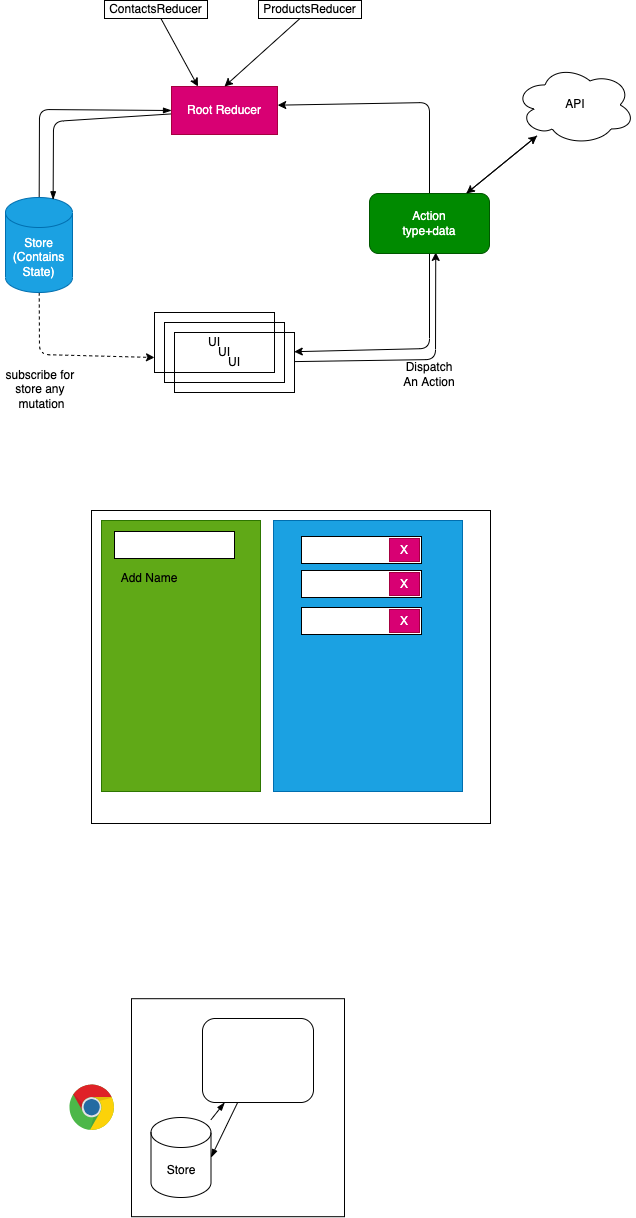 ContactsReducer
ProductsReducer
Root Reducer
API
Action
type+data
Store
(Contains
State)
UI
UI
UI
subscribe for
store any
mutation
Dispatch
An Action
X
Add Name
X
X
Store